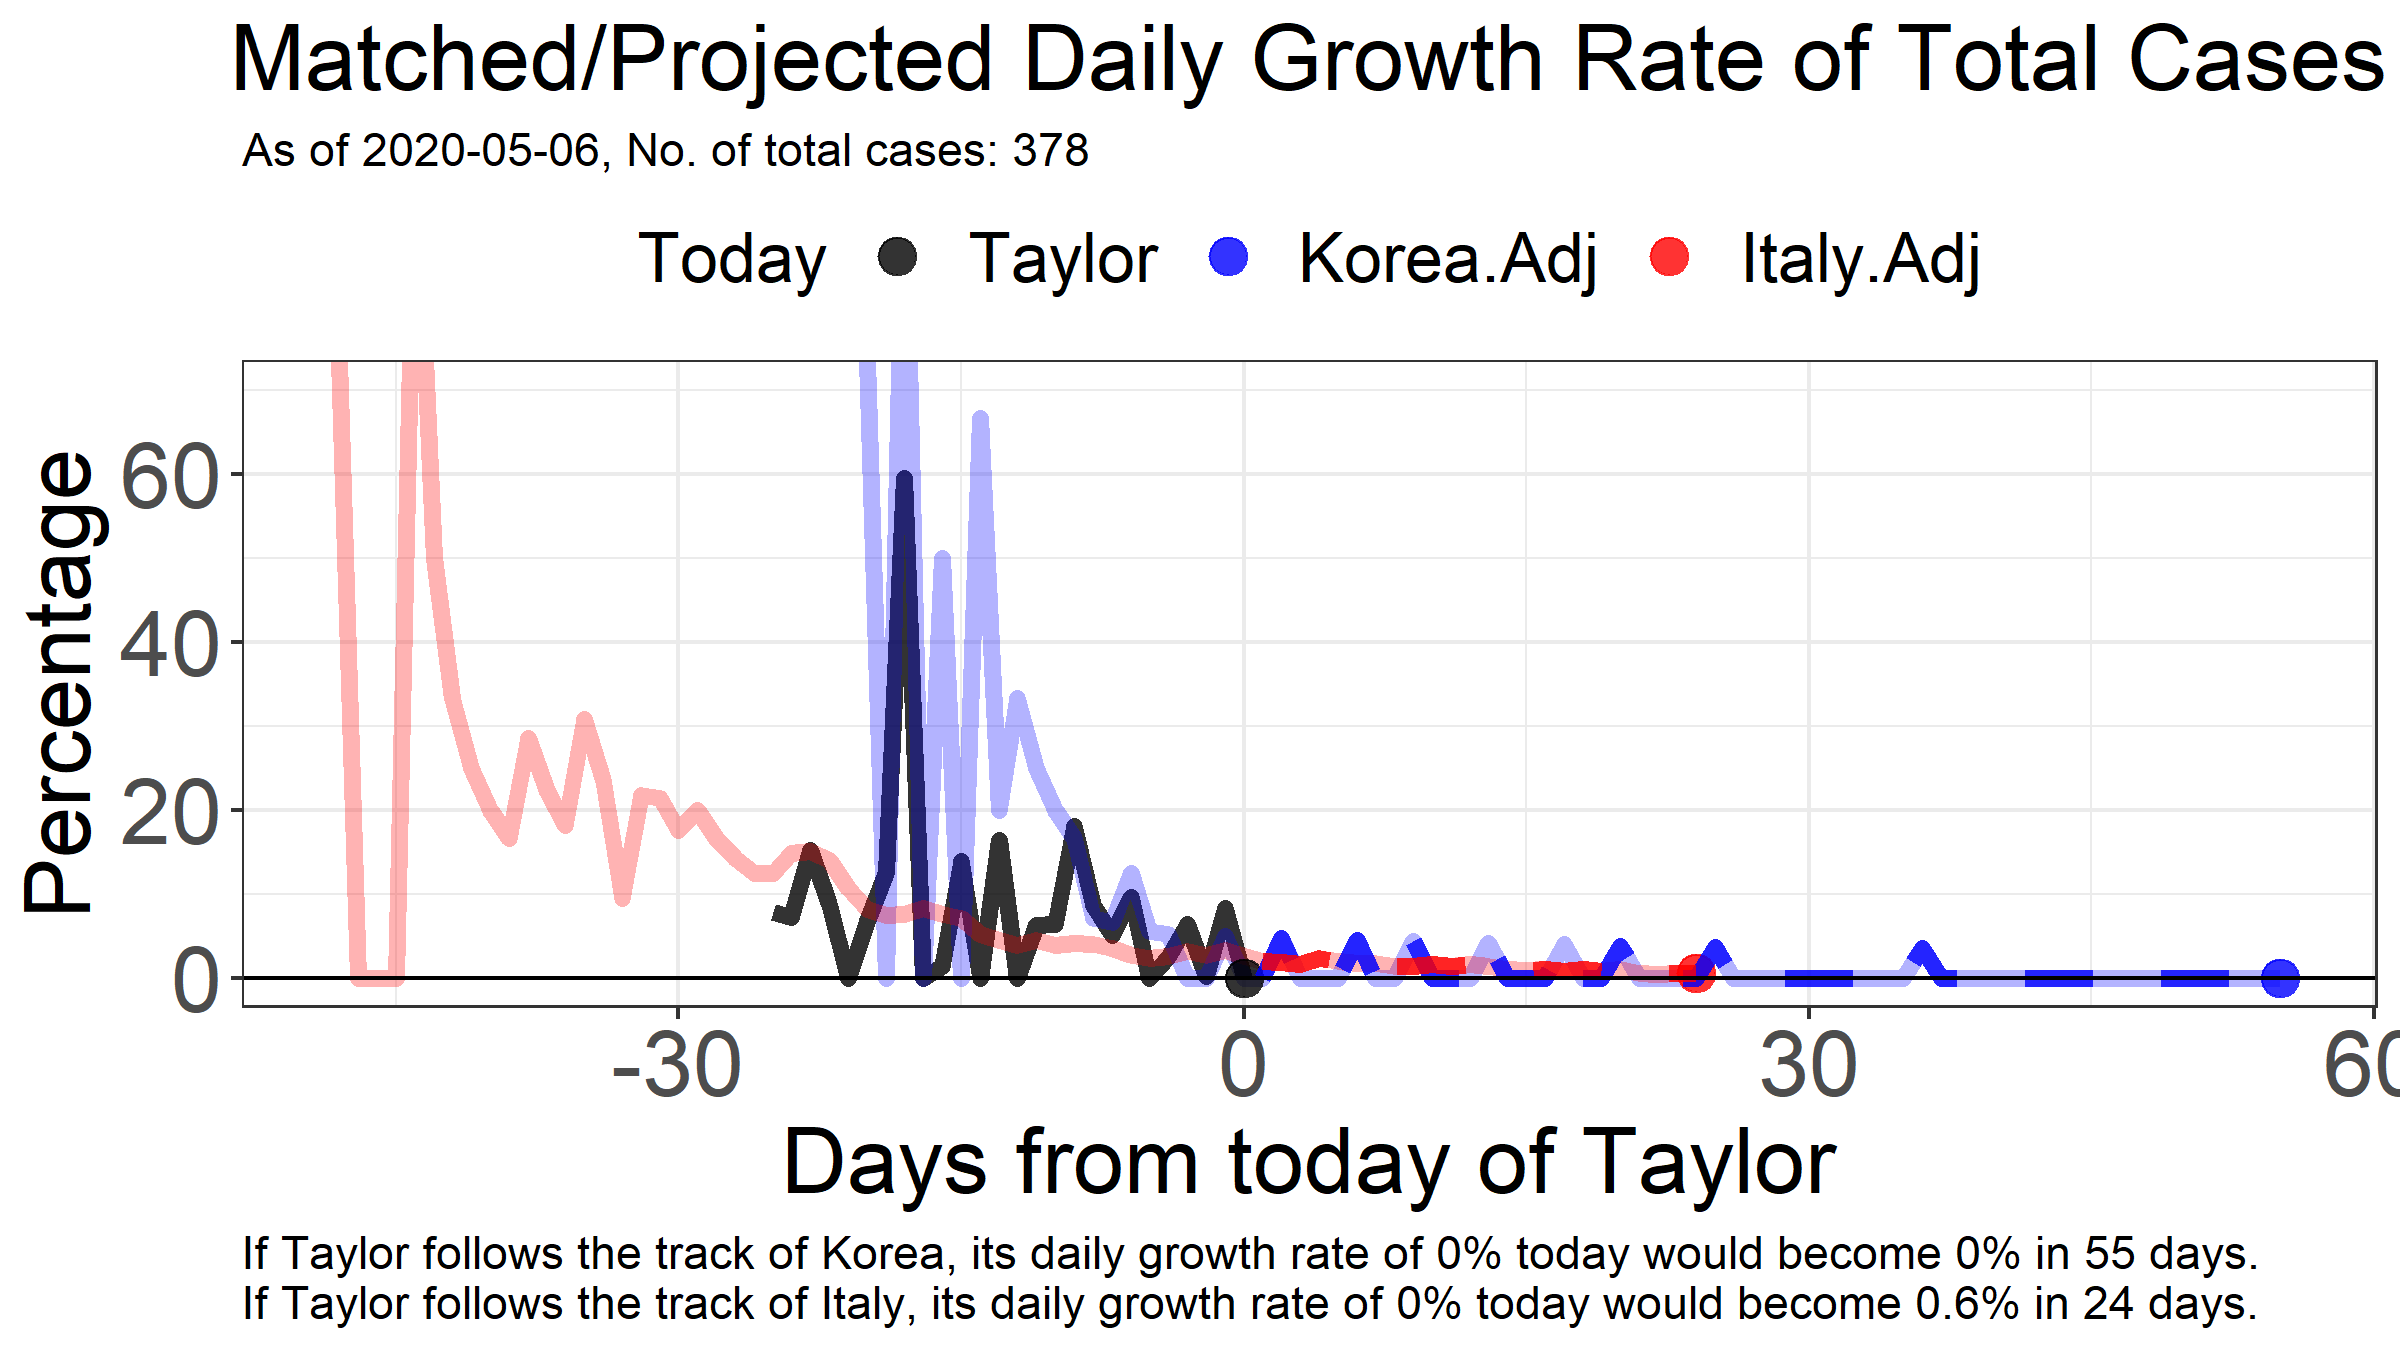 Matched/Projected Daily Growth Rate of Total Cases
As of 2020-05-06, No. of total cases: 378
Today Taylor Korea.Adj Italy.Adj
Percentage
60
40
20
0
-30 0 30 60
Days from today of Taylor
If Taylor follows the track of Korea, its daily growth rate of 0% today would become 0% in 55 days.
If Taylor follows the track of Italy, its daily growth rate of 0% today would become 0.6% in 24 days.